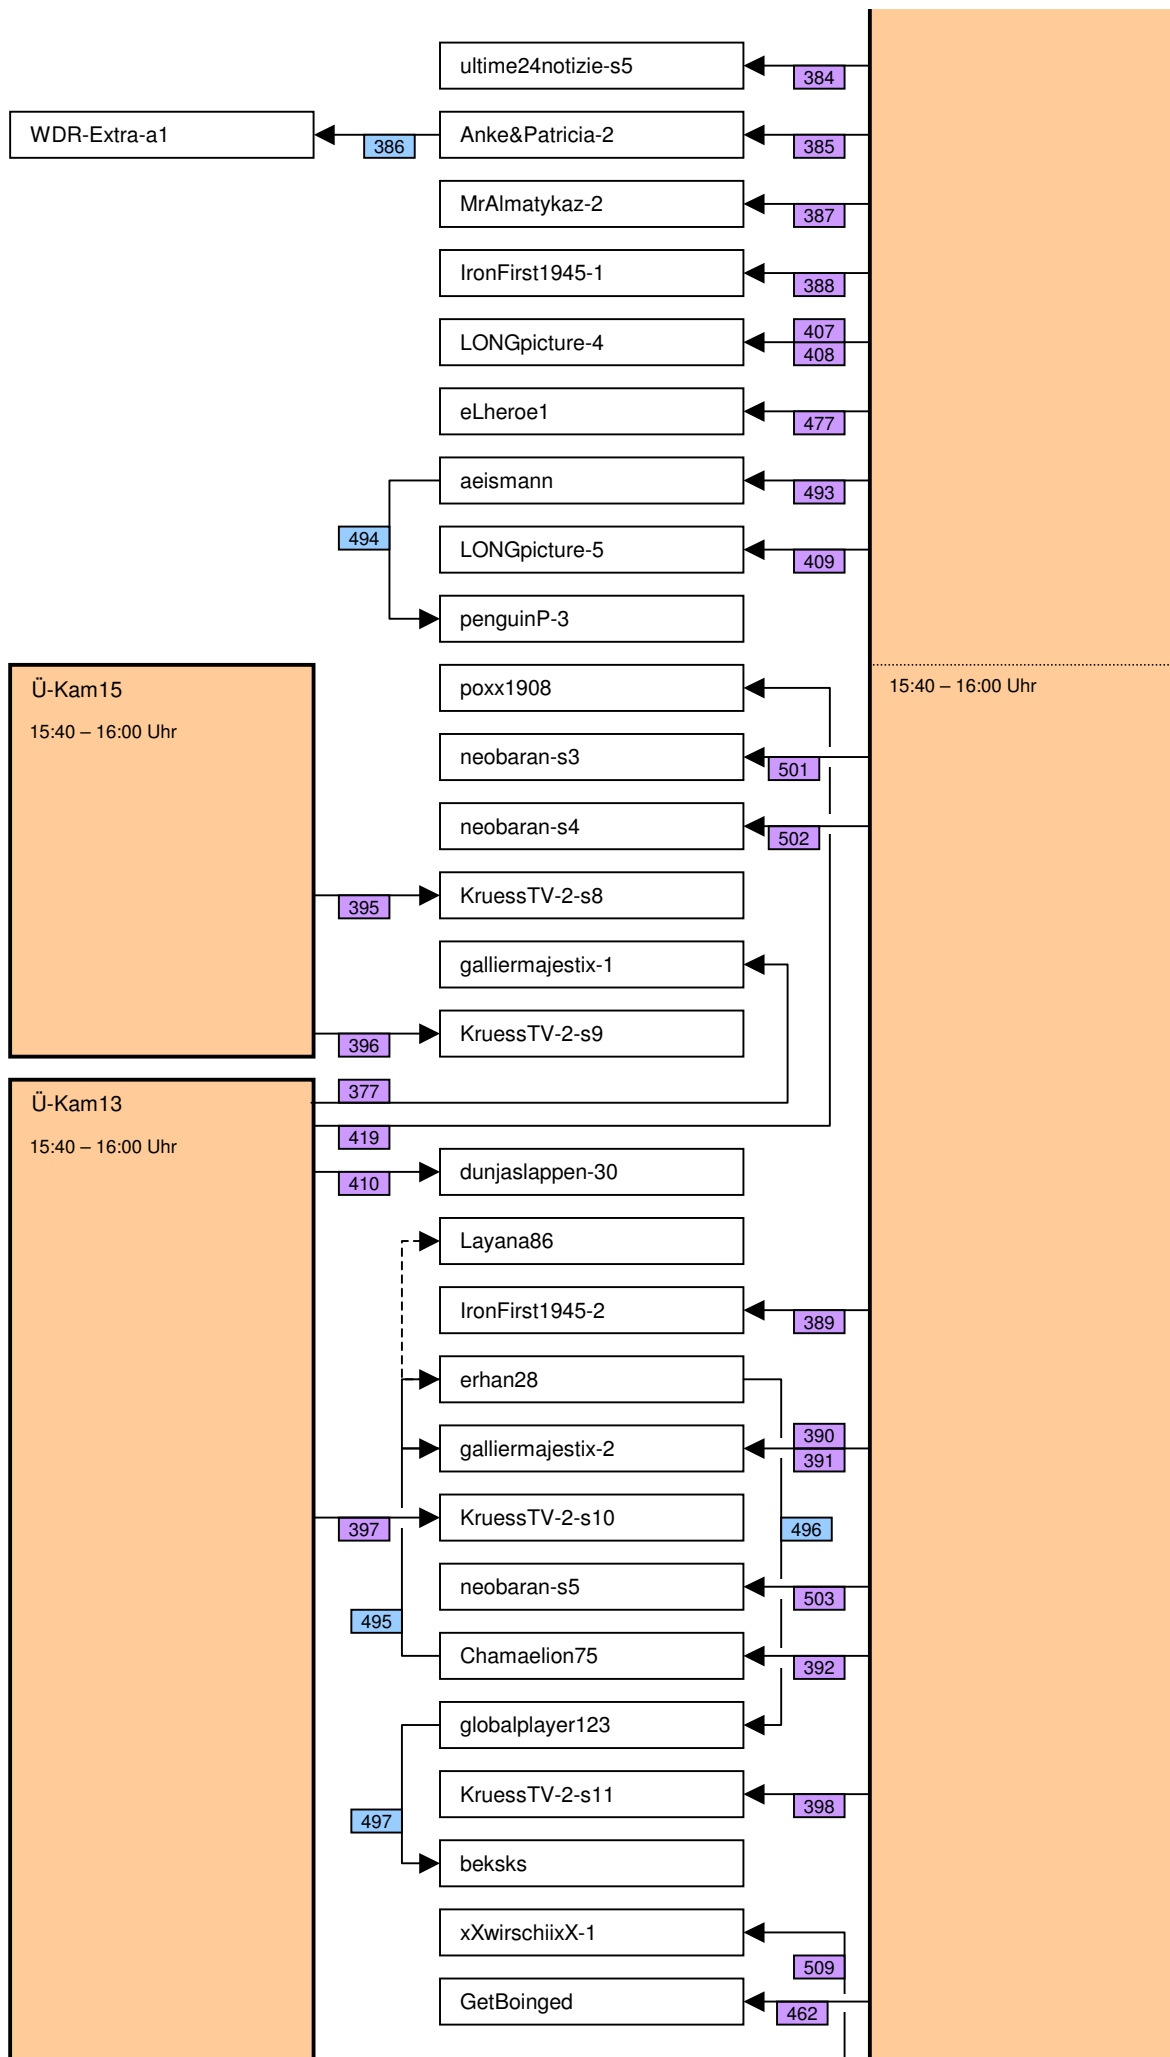 ultime24notizie-s5
384
WDR-Extra-a1
386
Anke&Patricia-2
385
MrAlmatykaz-2
387
IronFirst1945-1
388
LONGpicture-4
407
408
eLheroe1
477
aeismann
493
494
LONGpicture-5
409
penguinP-3
Ü-Kam15
15:40 – 16:00 Uhr
poxx1908
15:40 – 16:00 Uhr
neobaran-s3
501
neobaran-s4
502
395
KruessTV-2-s8
galliermajestix-1
396
KruessTV-2-s9
Ü-Kam13
15:40 – 16:00 Uhr
377
419
410
dunjaslappen-30
Layana86
IronFirst1945-2
389
erhan28
galliermajestix-2
390
391
397
KruessTV-2-s10
496
neobaran-s5
503
495
Chamaelion75
392
globalplayer123
KruessTV-2-s11
398
497
beksks
xXwirschiixX-1
509
GetBoinged
462